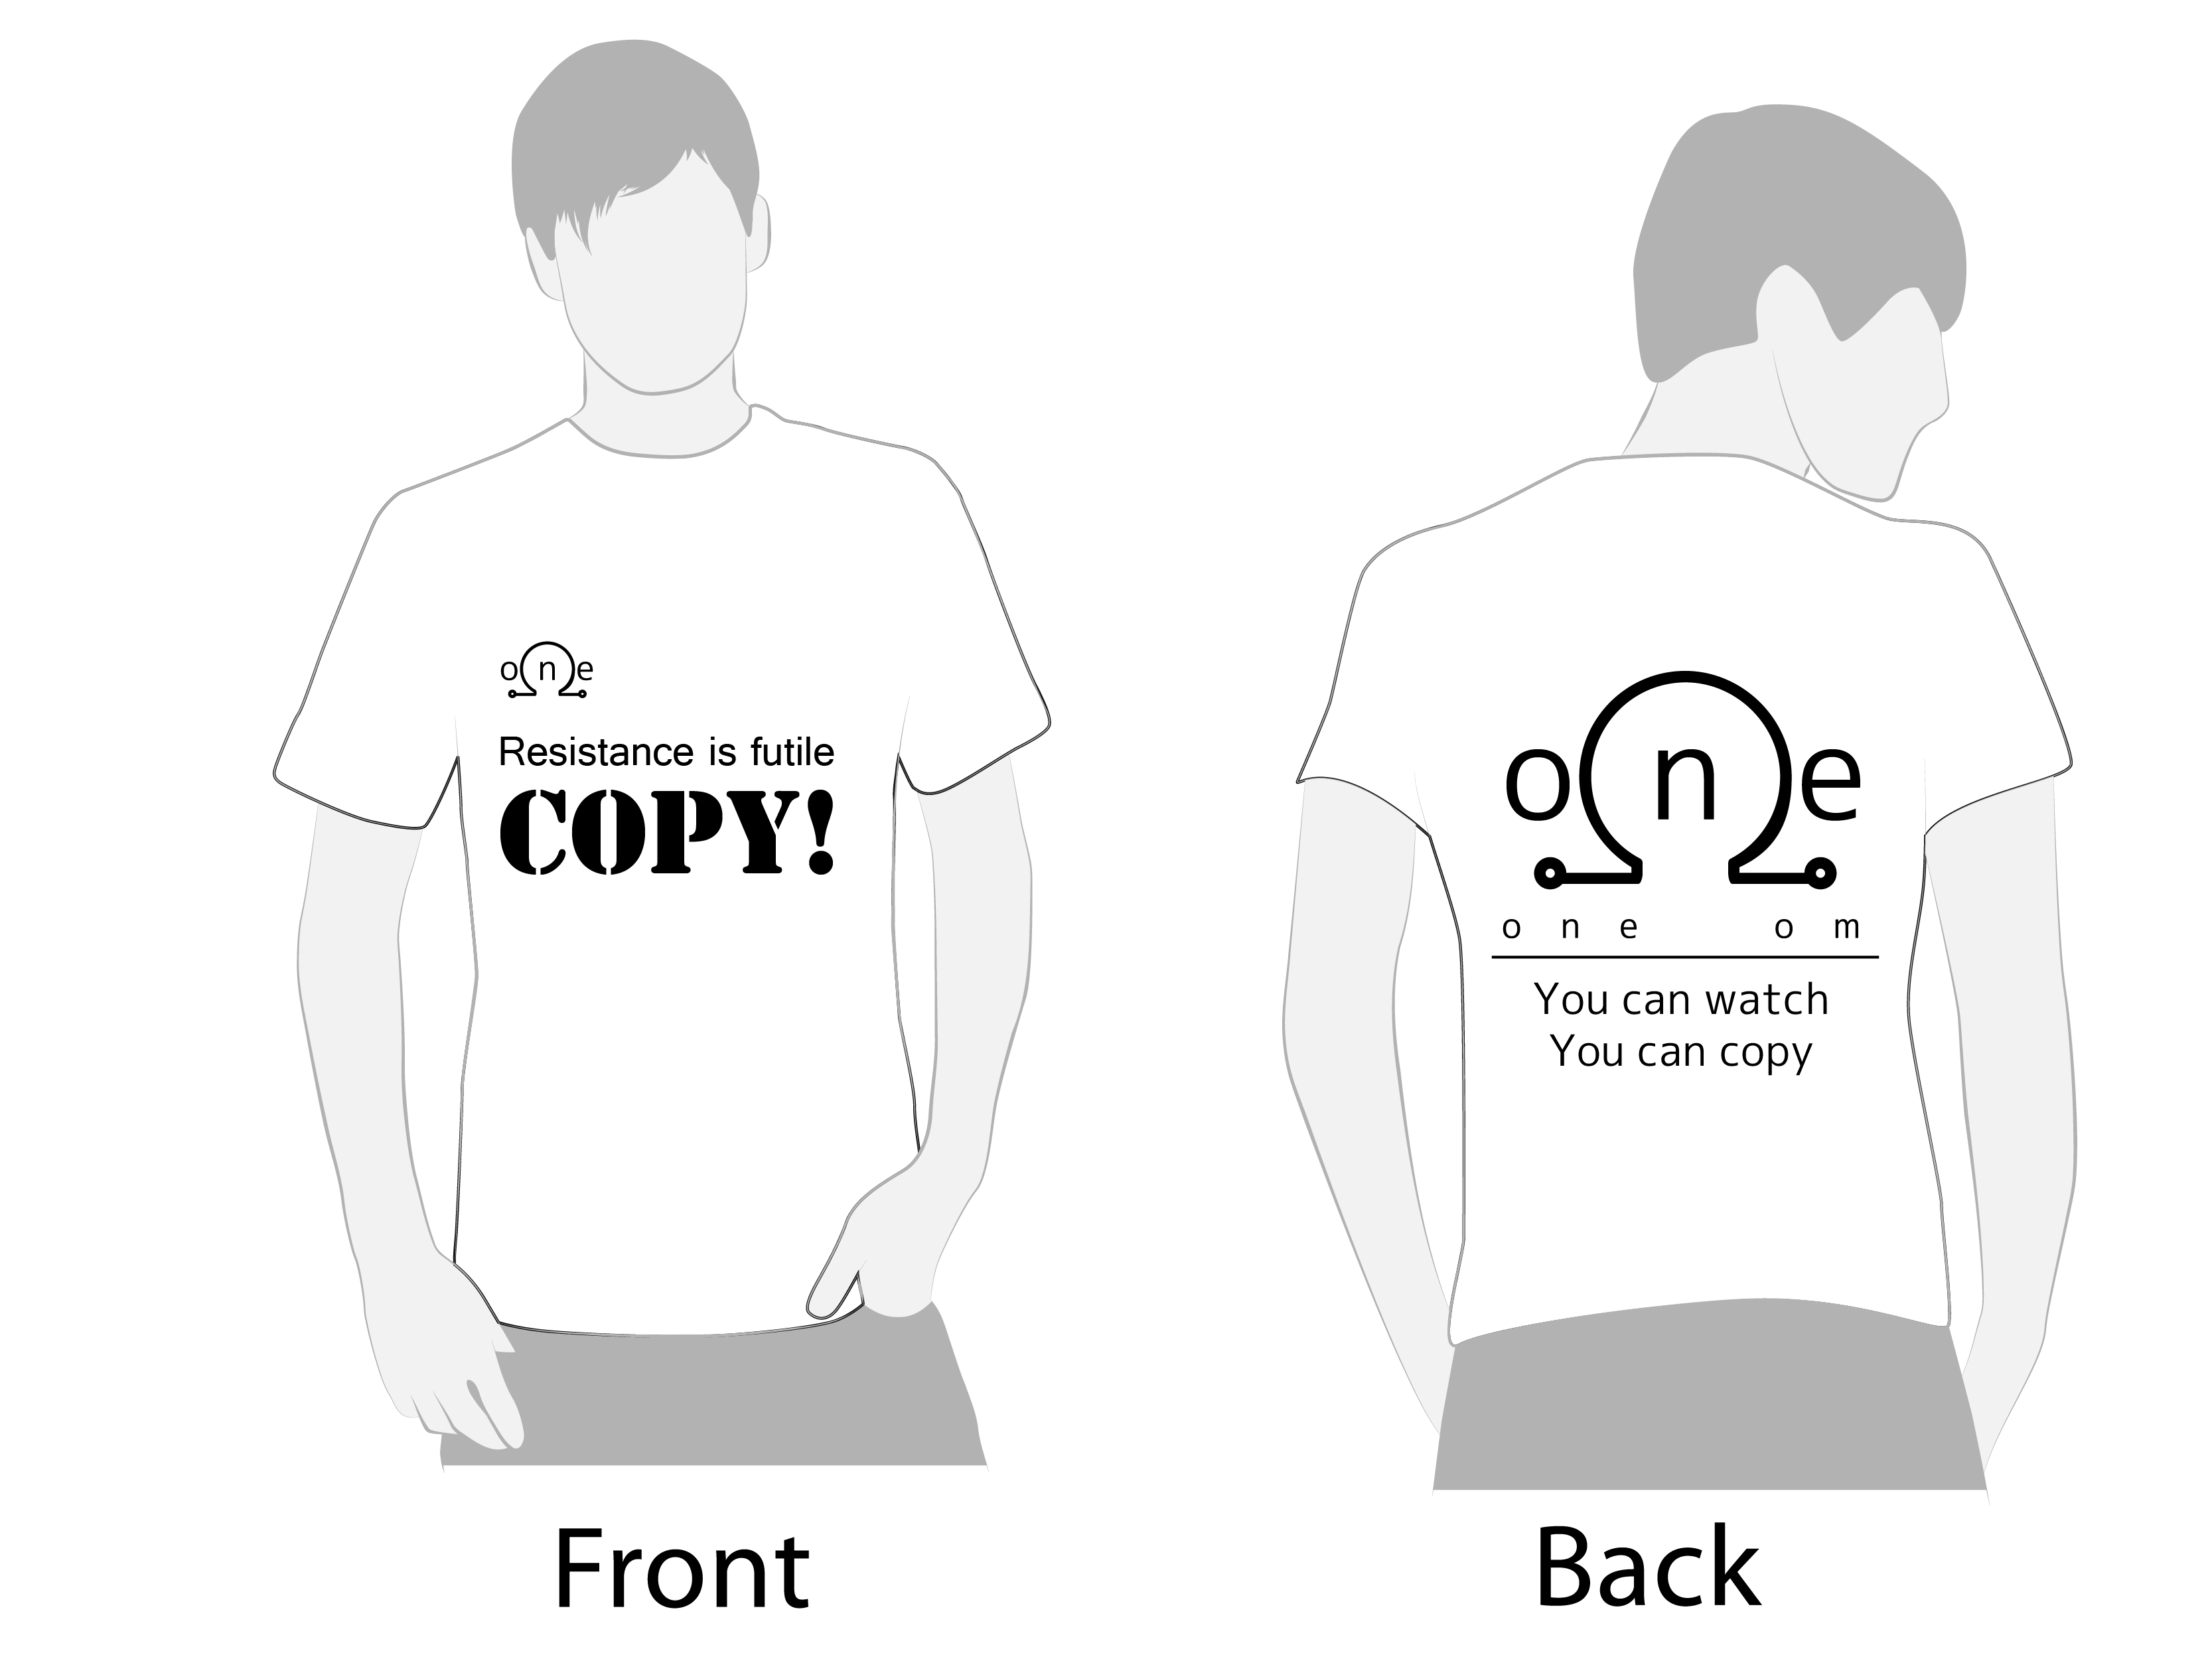 one
Resistance is futile
COPY!
Front
one
o n e   o m
You can watch
You can copy
Back